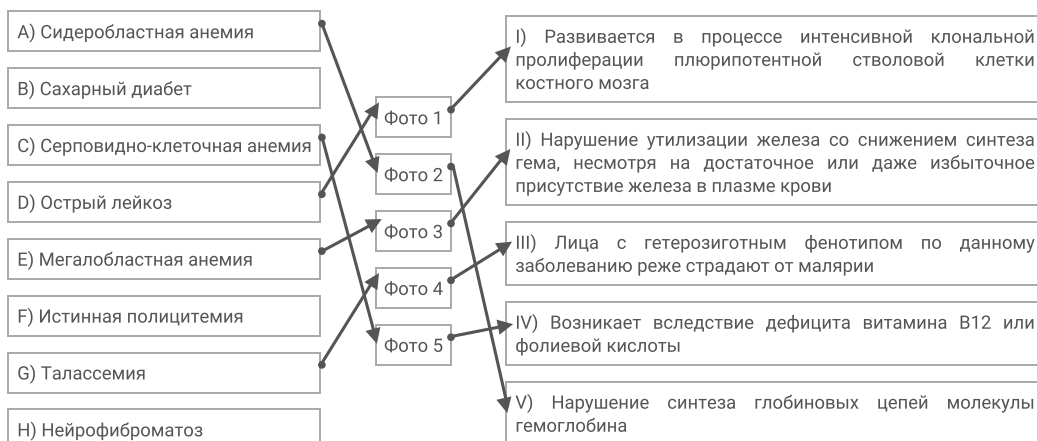 A) Сидеробластная анемия
B) Сахарный диабет
C) Серповидно-клеточная анемия
D) Острый лейкоз
E) Мегалобластная анемия
F) Истинная полицитемия
G) Талассемия
H) Нейрофиброматоз
Фото 1
Фото 2
Фото 3
Фото 4
Фото 5
I) Развивается в процессе интенсивной клональной
пролиферации плюрипотентной стволовой клетки
костного мозга
II) Нарушение утилизации железа со снижением синтеза
гема, несмотря на достаточное или даже избыточное
присутствие железа в плазме крови
III) Лица с гетерозиготным фенотипом по данному
заболеванию реже страдают от малярии
IV) Возникает вследствие дефицита витамина B12 или
фолиевой кислоты
V) Нарушение синтеза глобиновых цепей молекулы
гемоглобина